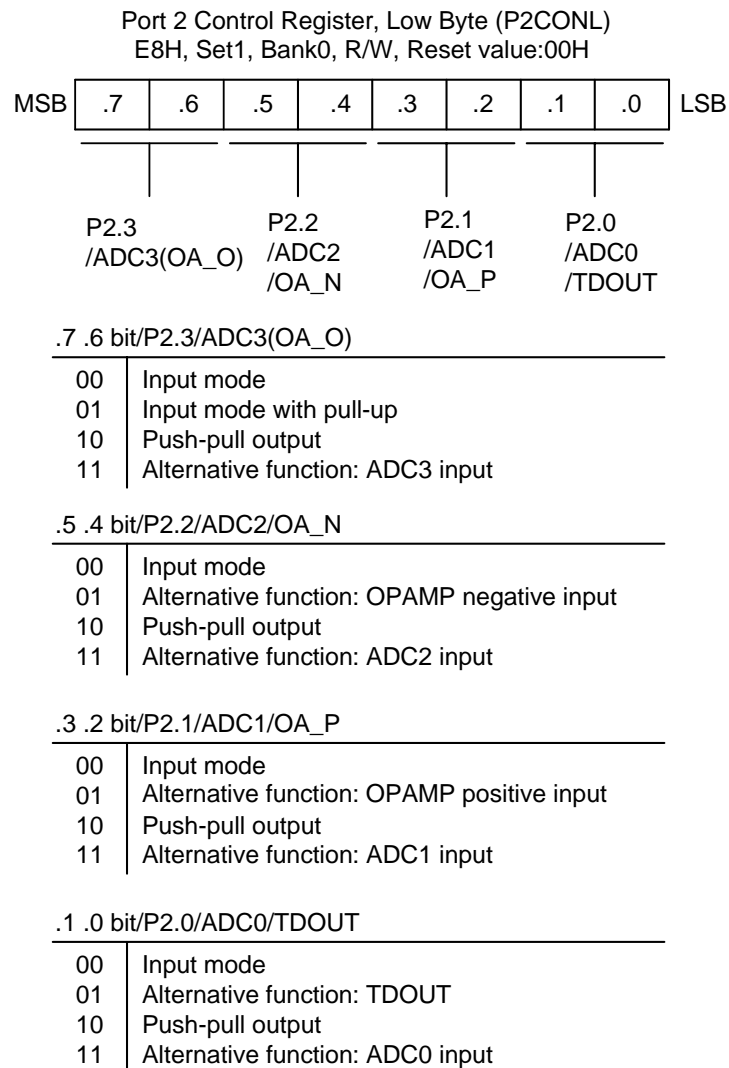 Port 2 Control Register, Low Byte (P2CONL)
E8H, Set1, Bank0, R/W, Reset value:00H
MSB .7 .6 .5 .4 .3 .2 .1 .0 LSB
P2.3
/ADC3(OA_O)
P2.2
/ADC2
/OA_N
P2.1
/ADC1
/OA_P
P2.0
/ADC0
/TDOUT
.7 .6 bit/P2.3/ADC3(OA_O)
00 Input mode
01 Input mode with pull-up
10 Push-pull output
11 Alternative function: ADC3 input
.5 .4 bit/P2.2/ADC2/OA_N
00 Input mode
01 Alternative function: OPAMP negative input
10 Push-pull output
11 Alternative function: ADC2 input
.3 .2 bit/P2.1/ADC1/OA_P
00 Input mode
01 Alternative function: OPAMP positive input
10 Push-pull output
11 Alternative function: ADC1 input
.1 .0 bit/P2.0/ADC0/TDOUT
00 Input mode
01 Alternative function: TDOUT
10 Push-pull output
11 Alternative function: ADC0 input